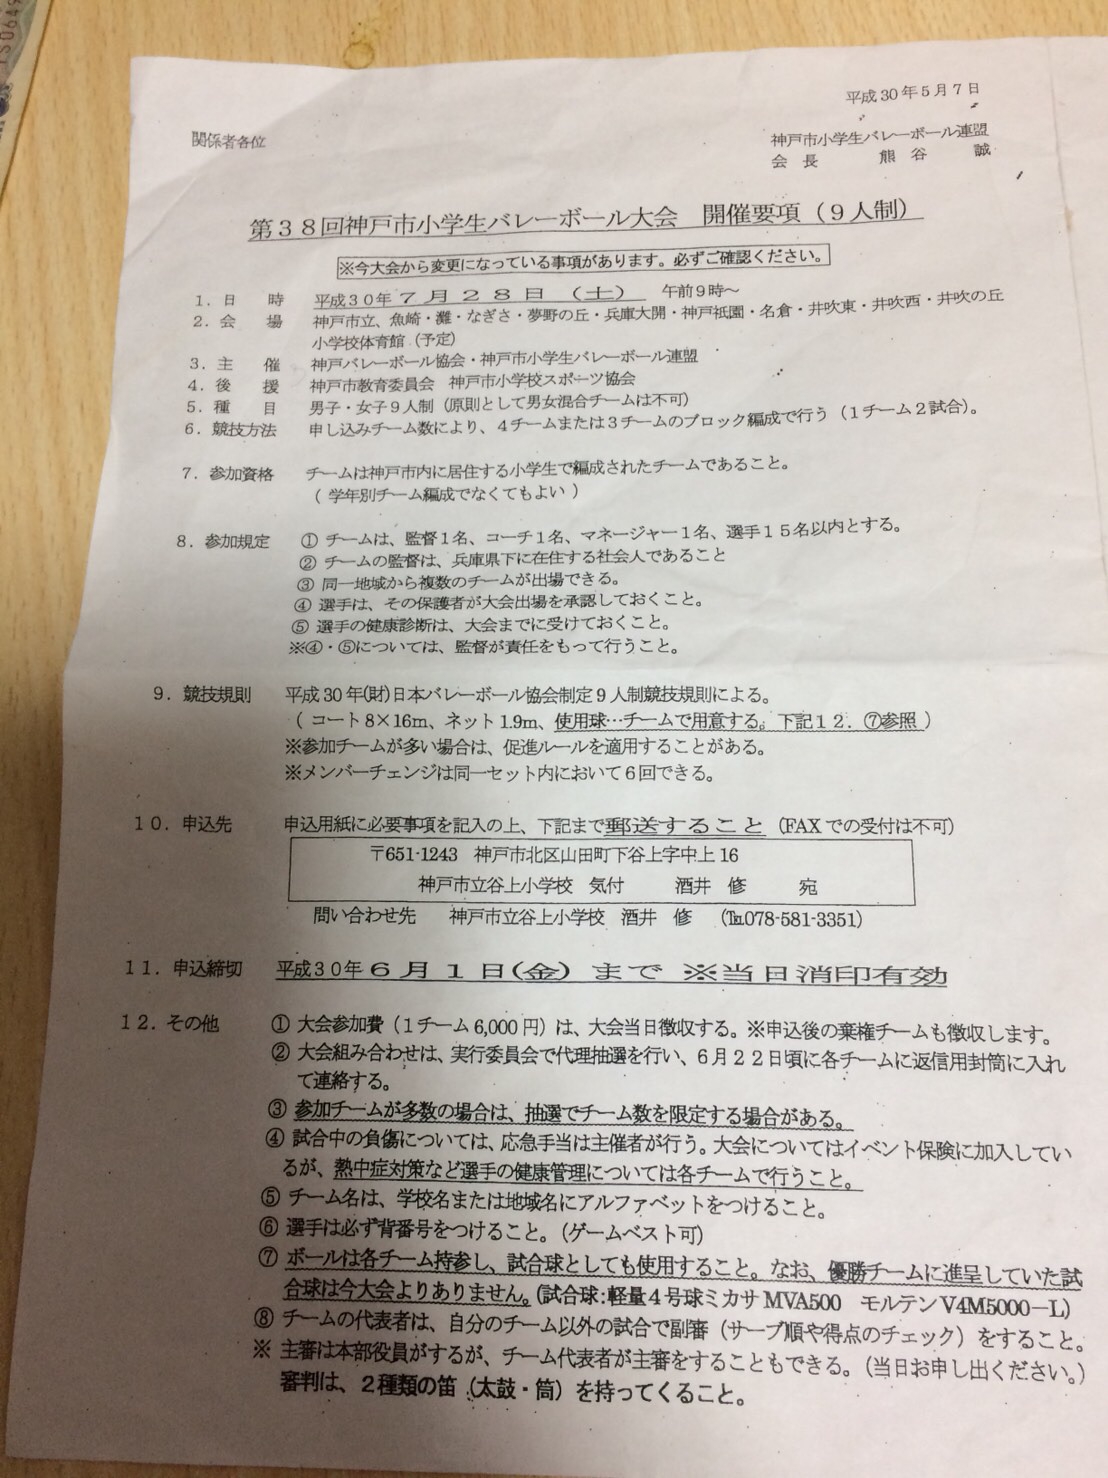 平成30年5月7日
関係者各位
神戸市小学生バレーボール連盟
会長 熊谷 誠
第38回神戸市小学生バレーボール大会 開催要項（9人制）
※今大会から変更になっている事項があります。必ずご確認ください。
1．日 時 平成30年7月28日（土） 午前9時～
2．会 場 神戸市立、魚崎・灘・なぎさ・夢野の丘・兵庫大開・神戸祇園・名倉・井吹東・井吹西・井吹の丘
小学校体育館（予定）
3．主 催 神戸バレーボール協会・神戸市小学生バレーボール連盟
4．後 援 神戸市教育委員会 神戸市小学校スポーツ協会
5．種 目 男子・女子9人制（原則として男女混合チームは不可）
6．競技方法 申し込みチーム数により、4チームまたは3チームのブロック編成で行う（1チーム2試合）。
7．参加資格 チームは神戸市内に居住する小学生で編成されたチームであること。
（ 学年別チーム編成でなくてもよい ）
8．参加規定 ① チームは、監督1名、コーチ1名、マネージャー1名、選手15名以内とする。
② チームの監督は、兵庫県下に在住する社会人であること
③ 同一地域から複数のチームが出場できる。
④ 選手は、その保護者が大会出場を承認しておくこと。
⑤ 選手の健康診断は、大会までに受けておくこと。
※④・⑤については、監督が責任をもって行うこと。
9．競技規則 平成30年(財)日本バレーボール協会制定9人制競技規則による。
（ コート8×16m、ネット1.9m、使用球…チームで用意する。下記12．⑦参照 ）
※参加チームが多い場合は、促進ルールを適用することがある。
※メンバーチェンジは同一セット内において6回できる。
10．申込先 申込用紙に必要事項を記入の上、下記まで郵送すること（FAXでの受付は不可）
〒651-1243 神戸市北区山田町下谷上字中上16
神戸市立谷上小学校 気付 酒井 修 宛
問い合わせ先 神戸市立谷上小学校 酒井 修 （℡078-581-3351）
11．申込締切 平成30年6月1日(金)まで ※当日消印有効
12．その他 ① 大会参加費（1チーム6,000円）は、大会当日徴収する。※申込後の棄権チームも徴収します。
② 大会組み合わせは、実行委員会で代理抽選を行い、6月22日頃に各チームに返信用封筒に入れ
て連絡する。
③ 参加チームが多数の場合は、抽選でチーム数を限定する場合がある。
④ 試合中の負傷については、応急手当は主催者が行う。大会についてはイベント保険に加入してい
るが、熱中症対策など選手の健康管理については各チームで行うこと。
⑤ チーム名は、学校名または地域名にアルファベットをつけること。
⑥ 選手は必ず背番号をつけること。（ゲームベスト可）
⑦ ボールは各チーム持参し、試合球としても使用すること。なお、優勝チームに進呈していた試
合球は今大会よりありません。（試合球：軽量4号球ミカサMVA500 モルテンV4M5000－L）
⑧ チームの代表者は、自分のチーム以外の試合で副審（サーブ順や得点のチェック）をすること。
※ 主審は本部役員がするが、チーム代表者が主審をすることもできる。（当日お申し出ください。）
審判は、2種類の笛（太鼓・筒）を持ってくること。